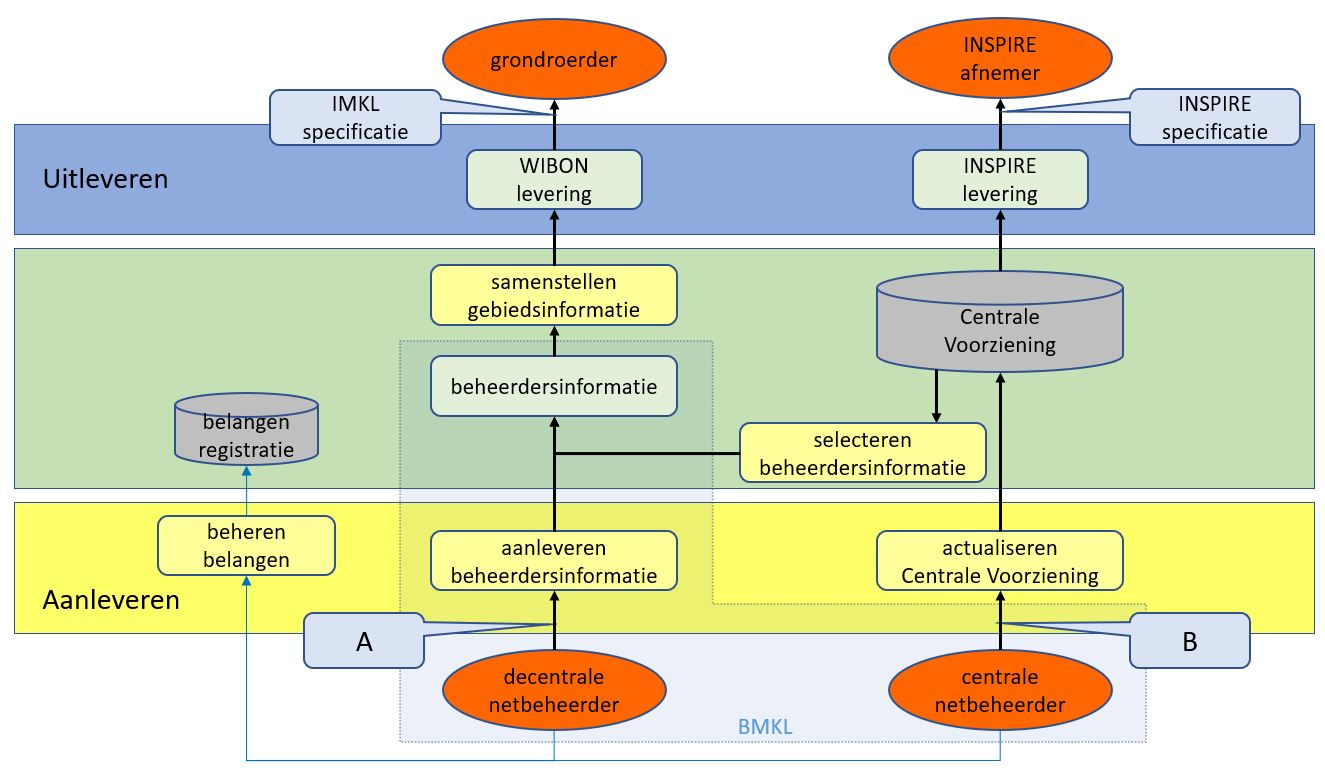 grondroerder
INSPIRE
afnemer
IMKL
specificatie
INSPIRE
specificatie
Uitleveren
WIBON
levering
INSPIRE
levering
samenstellen
gebiedsinformatie
Centrale
Voorziening
beheerdersinformatie
belangen
registratie
selecteren
beheerdersinformatie
beheren
belangen
aanleveren
beheerdersinformatie
actualiseren
Centrale Voorziening
Aanleveren
A
B
decentrale
netbeheerder
centrale
netbeheerder
BMKL